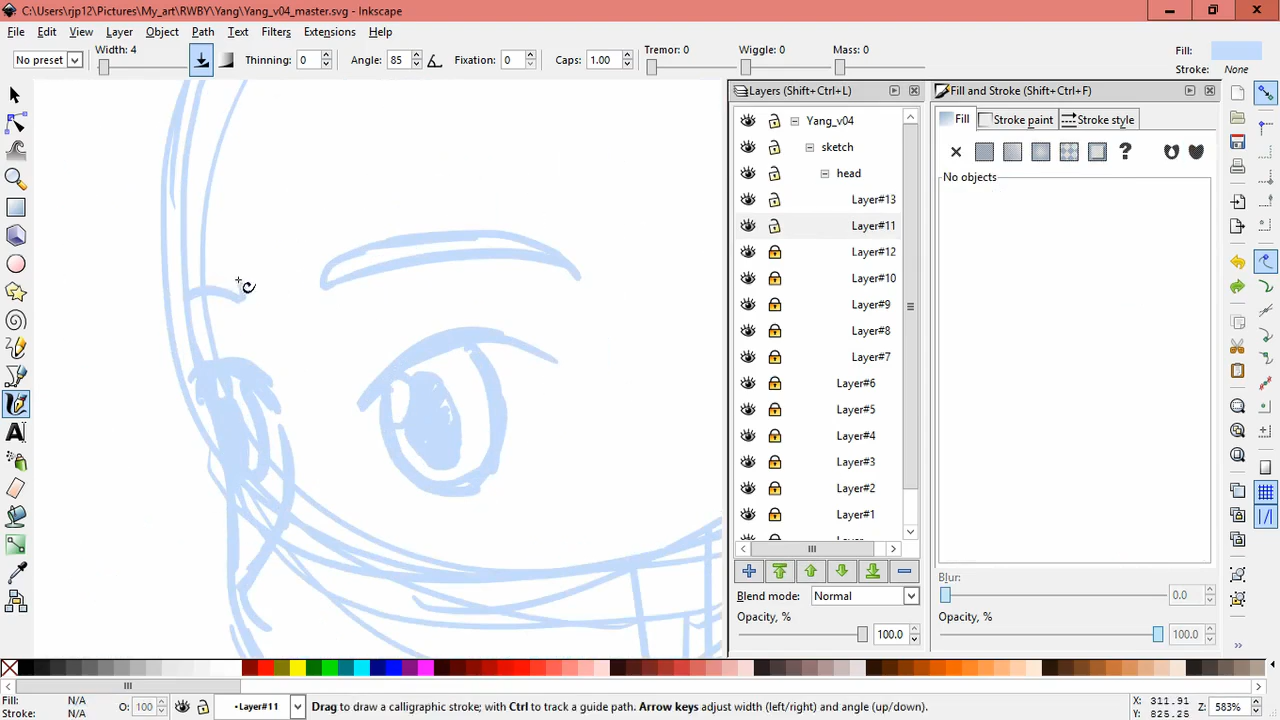 C:\Users\rjp12\Pictures\My_art\RWBY\Yang\Yang_v04_master.svg - Inkscape
File Edit View Layer Object Path Text Filters Extensions Help
No preset Width: 4 Thinning: 0 Angle: 85 Fixation: 0 Caps: 1.00 Tremor: 0 Wiggle: 0 Mass: 0 Fill: Stroke: None
Layers (Shift+Ctrl+L)
Yang_v04
sketch
head
Layer#13
Layer#11
Layer#12
Layer#10
Layer#9
Layer#8
Layer#7
Layer#6
Layer#5
Layer#4
Layer#3
Layer#2
Layer#1
Blend mode: Normal
Opacity, %
100.0
Fill and Stroke (Shift+Ctrl+F)
Fill Stroke paint Stroke style
No objects
Blur:
0.0
Opacity, %
100.0
Fill: N/A
Stroke: N/A
O: 100
•Layer#11
Drag to draw a calligraphic stroke; with Ctrl to track a guide path. Arrow keys adjust width (left/right) and angle (up/down).
X: 311.91
Y: 825.25
Z: 583%